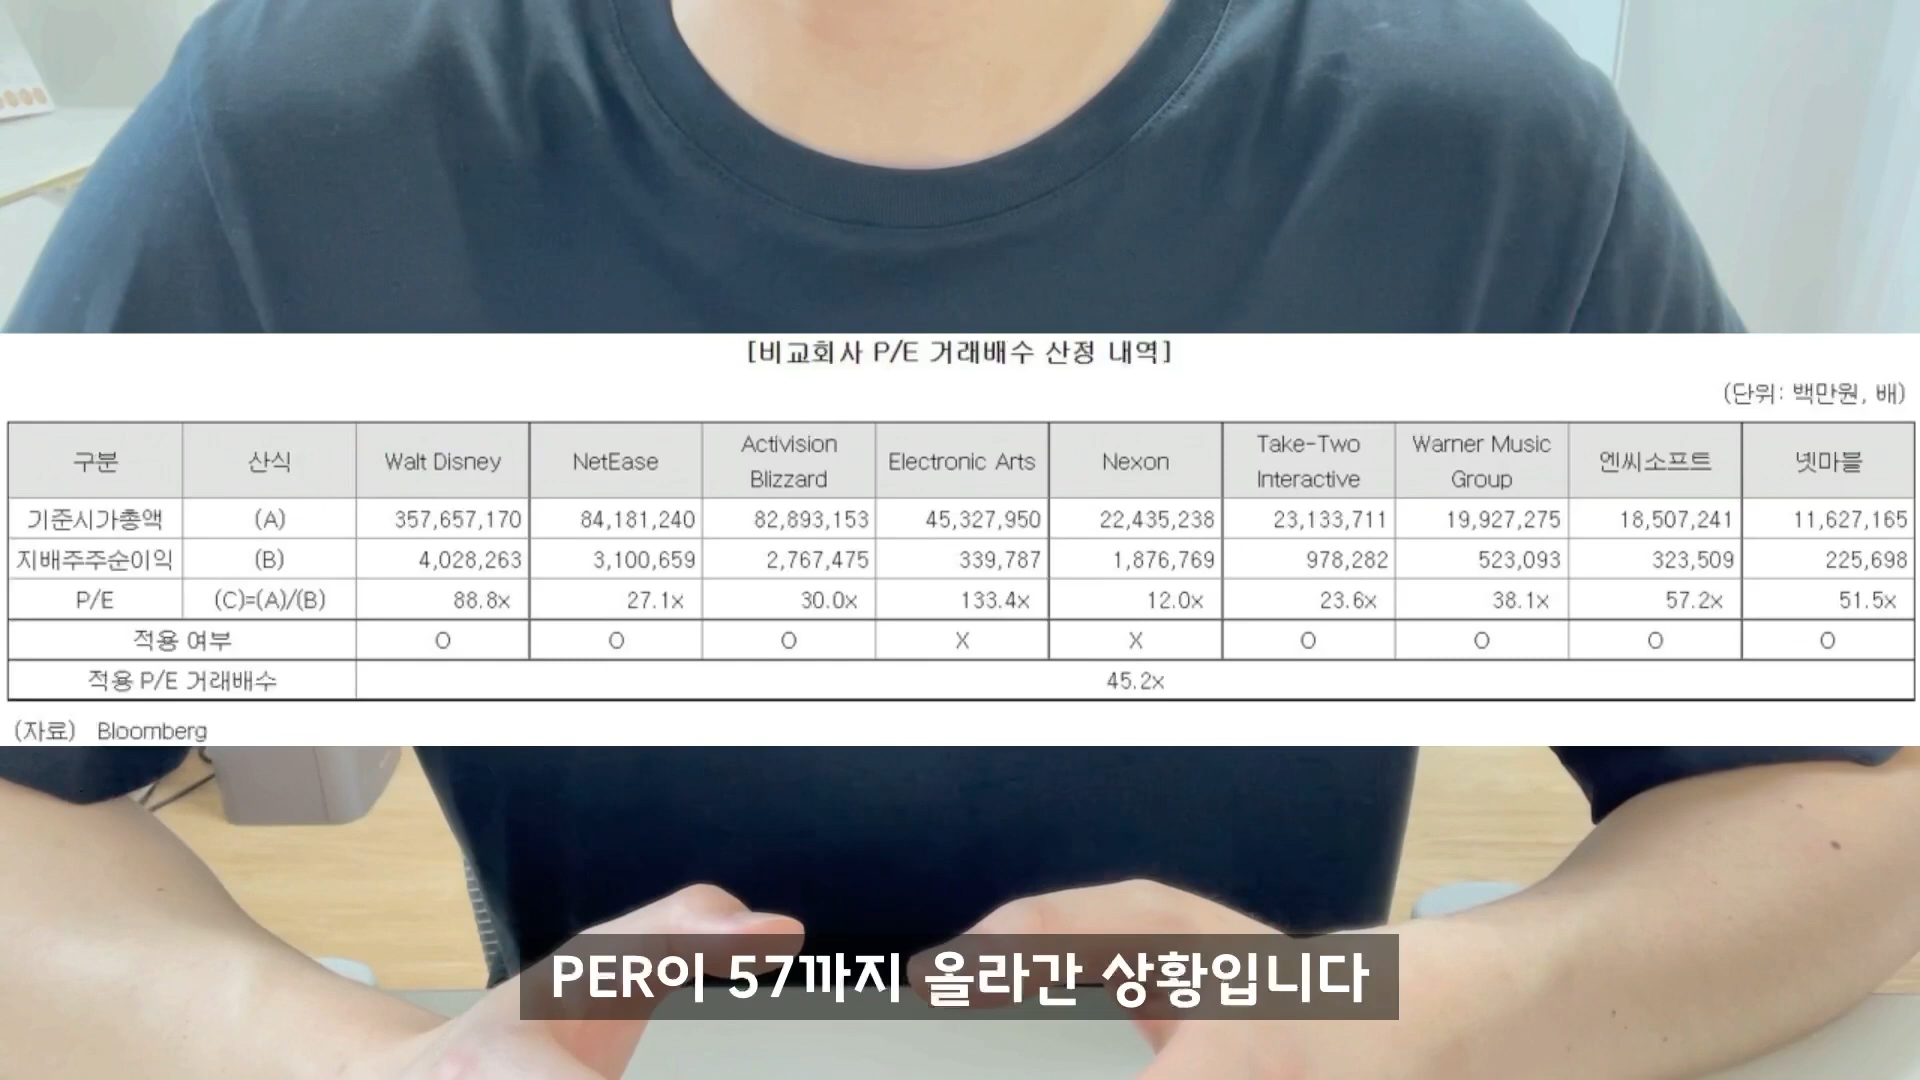 [비교회사 P/E 거래배수 산정 내역]
(단위: 백만원, 배)
구분 산식 Walt Disney NetEase Activision Blizzard Electronic Arts Nexon Take-Two Interactive Warner Music Group 엔씨소프트 넷마블
기준시가총액 (A) 357,657,170 84,181,240 82,893,153 45,327,950 22,435,238 23,133,711 19,927,275 18,507,241 11,627,165
지배주주순이익 (B) 4,028,263 3,100,659 2,767,475 339,787 1,876,769 978,282 523,093 323,509 225,698
P/E (C)=(A)/(B) 88.8x 27.1x 30.0x 133.4x 12.0x 23.6x 38.1x 57.2x 51.5x
적용 여부 O O O X X O O O O
적용 P/E 거래배수 45.2x
(자료) Bloomberg
PER이 57까지 올라간 상황입니다